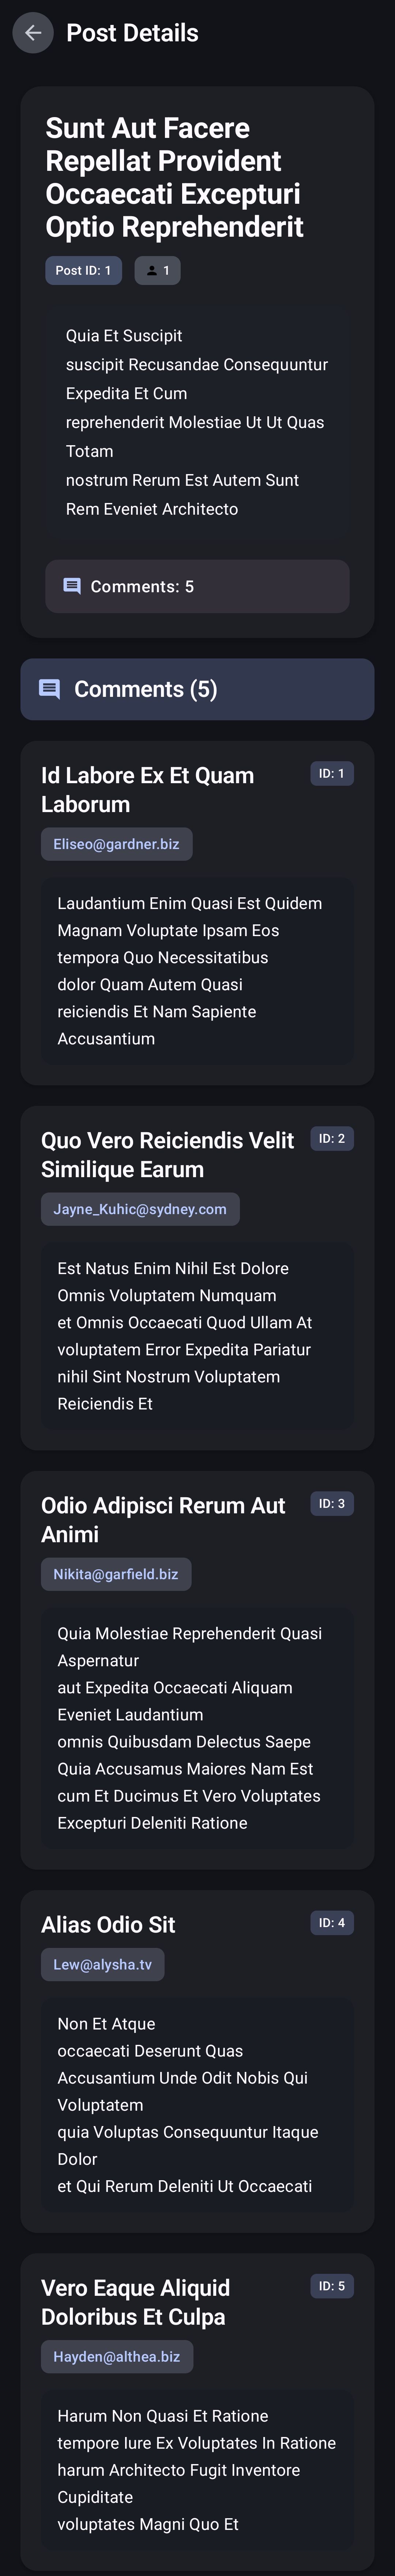 Post Details
Sunt Aut Facere
Repellat Provident
Occaecati Excepturi
Optio Reprehenderit
Post ID: 1
1
Quia Et Suscipit
suscipit Recusandae Consequuntur
Expedita Et Cum
reprehenderit Molestiae Ut Ut Quas
Totam
nostrum Rerum Est Autem Sunt
Rem Eveniet Architecto
Comments: 5
Comments (5)
Id Labore Ex Et Quam
Laborum
ID: 1
Eliseo@gardner.biz
Laudantium Enim Quasi Est Quidem
Magnam Voluptate Ipsam Eos
tempora Quo Necessitatibus
dolor Quam Autem Quasi
reiciendis Et Nam Sapiente
Accusantium
Quo Vero Reiciendis Velit
Similique Earum
ID: 2
Jayne_Kuhic@sydney.com
Est Natus Enim Nihil Est Dolore
Omnis Voluptatem Numquam
et Omnis Occaecati Quod Ullam At
voluptatem Error Expedita Pariatur
nihil Sint Nostrum Voluptatem
Reiciendis Et
Odio Adipisci Rerum Aut
Animi
ID: 3
Nikita@garfield.biz
Quia Molestiae Reprehenderit Quasi
Aspernatur
aut Expedita Occaecati Aliquam
Eveniet Laudantium
omnis Quibusdam Delectus Saepe
Quia Accusamus Maiores Nam Est
cum Et Ducimus Et Vero Voluptates
Excepturi Deleniti Ratione
Alias Odio Sit
ID: 4
Lew@alysha.tv
Non Et Atque
occaecati Deserunt Quas
Accusantium Unde Odit Nobis Qui
Voluptatem
quia Voluptas Consequuntur Itaque
Dolor
et Qui Rerum Deleniti Ut Occaecati
Vero Eaque Aliquid
Doloribus Et Culpa
ID: 5
Hayden@althea.biz
Harum Non Quasi Et Ratione
tempore Iure Ex Voluptates In Ratione
harum Architecto Fugit Inventore
Cupiditate
voluptates Magni Quo Et